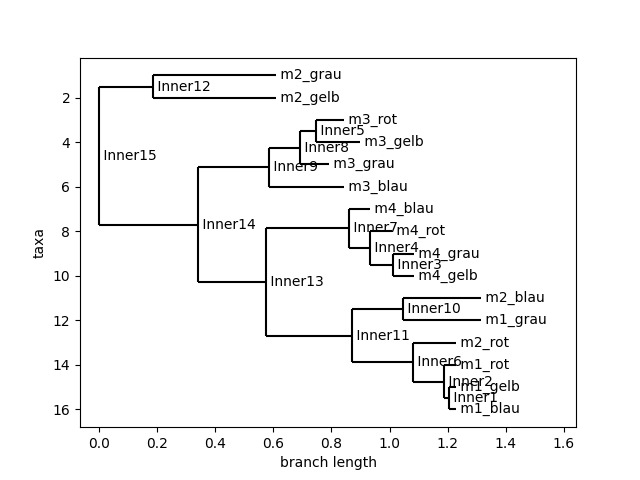 m2_grau
Inner12
2
m2_gelb
m3_rot
Inner5
4
m3_gelb
Inner8
Inner15
m3_grau
Inner9
6
m3_blau
m4_blau
Inner14
Inner7
8
m4_rot
taxa
Inner4
m4_grau
Inner3
10
m4_gelb
Inner13
m2_blau
Inner10
12
m1_grau
Inner11
m2_rot
Inner6
14
m1_rot
Inner2
m1_gelb
Inner1
16
m1_blau
0.0 0.2 0.4 0.6 0.8 1.0 1.2 1.4 1.6
branch length